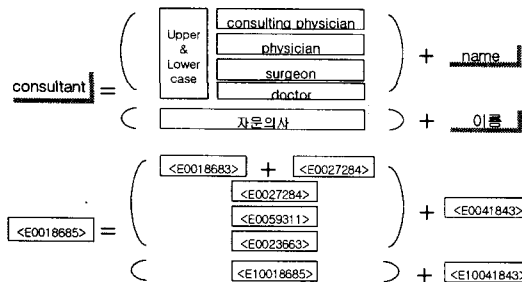 consulting physician
Upper & Lower case
physician
+ name
surgeon
consultant =
doctor
자문의사
+ 이름
<E0018683> + <E0027284>
<E0027284>
<E0059311>
+ <E0041843>
<E0018685> =
<E0023663>
<E10018685>
+ <E10041843>